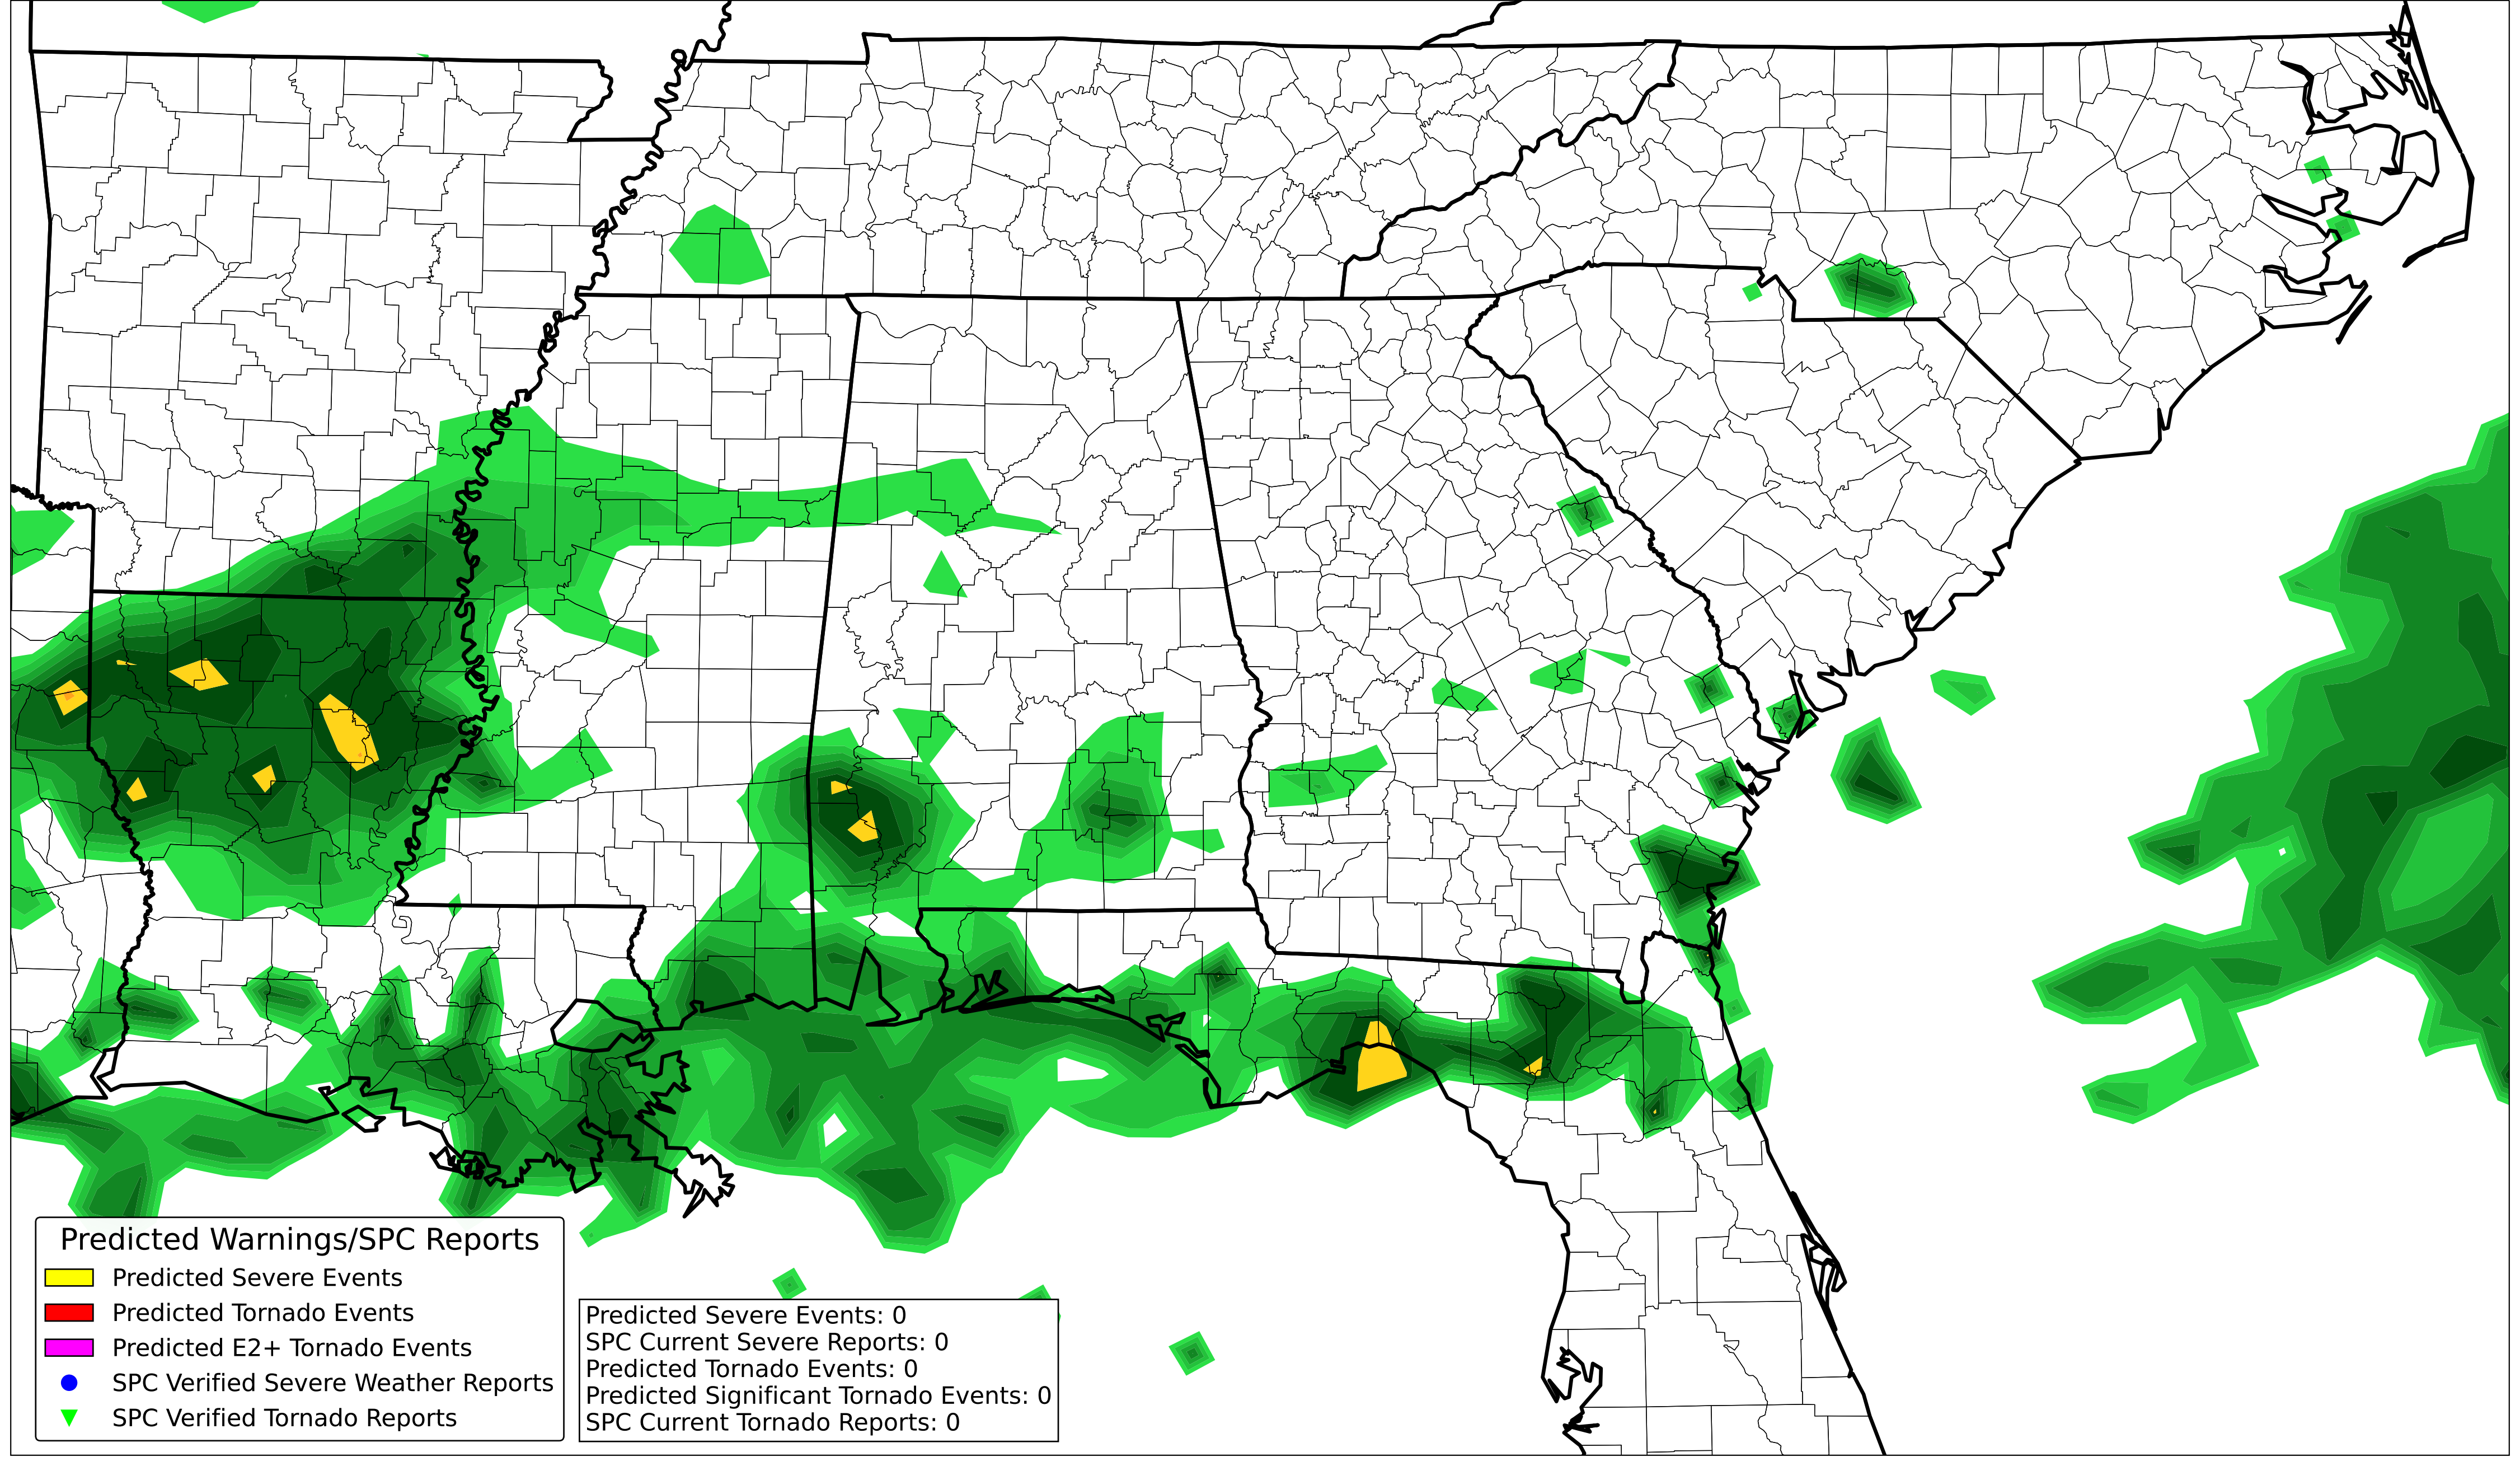 Predicted Warnings/SPC Reports
Predicted Severe Events
Predicted Tornado Events
Predicted E2+ Tornado Events
SPC Verified Severe Weather Reports
SPC Verified Tornado Reports
Predicted Severe Events: 0
SPC Current Severe Reports: 0
Predicted Tornado Events: 0
Predicted Significant Tornado Events: 0
SPC Current Tornado Reports: 0